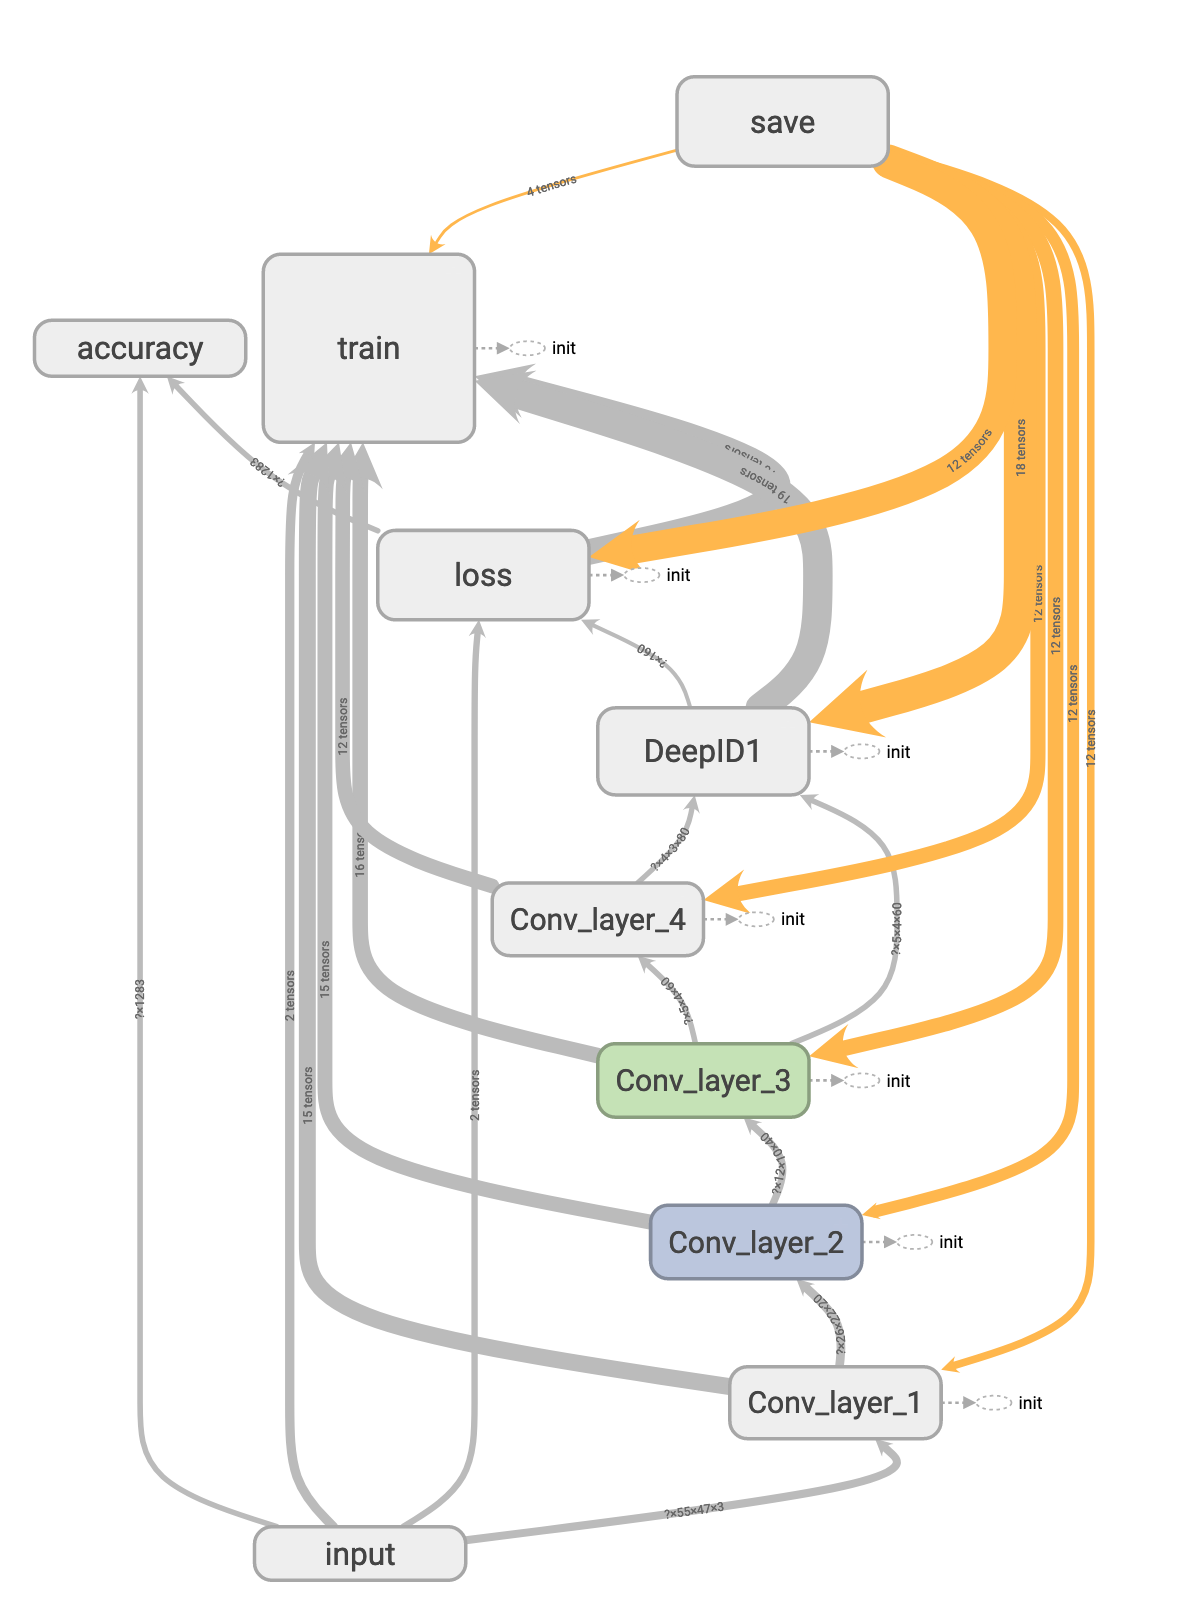 save
4 tensors
train
init
accuracy
12 tensors
18 tensors
?×1283
19 tensors
loss
init
12 tensors
12 tensors
?×160
12 tensors
12 tensors
12 tensors
DeepID1
init
?×4×3×80
16
Conv_layer_4
init
?×5×4×60
15 tensors
2 tensors
?×1283
?×5×4×60
Conv_layer_3
init
15 tensors
2 tensors
?×12×10×40
Conv_layer_2
init
?×26×22×20
Conv_layer_1
init
?×55×47×3
input